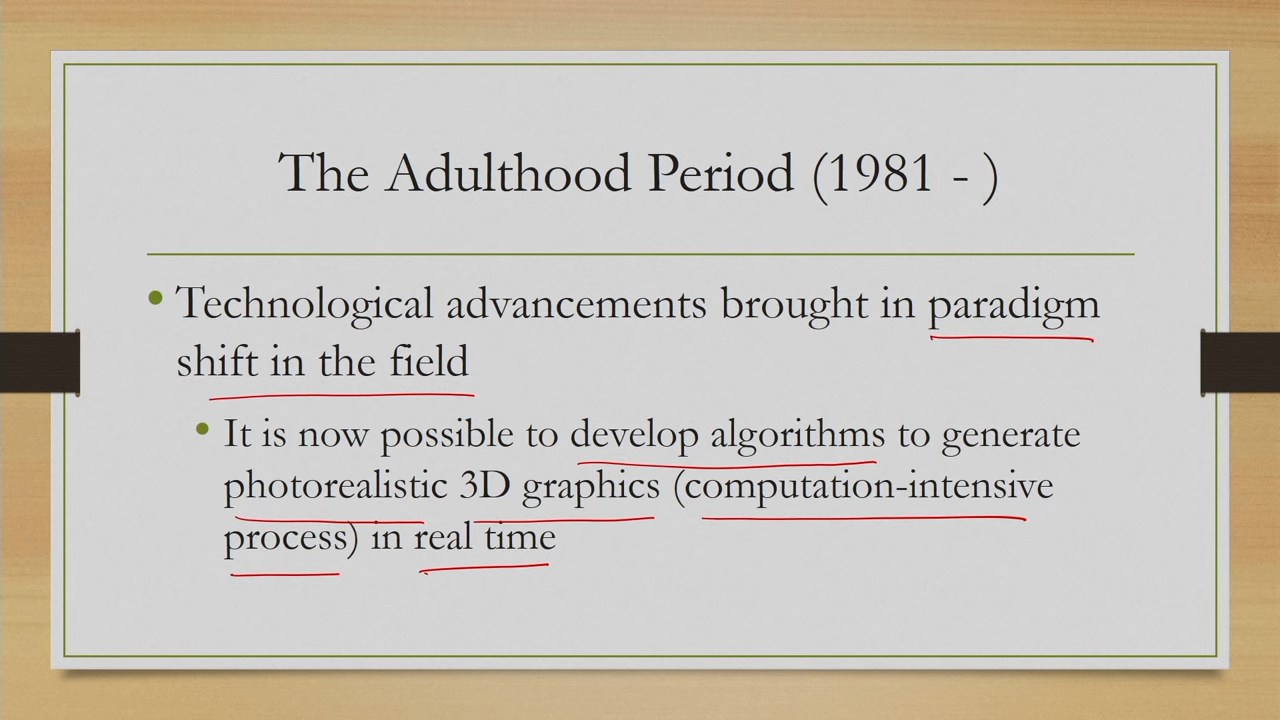 The Adulthood Period (1981 - )
• Technological advancements brought in paradigm
shift in the field
• It is now possible to develop algorithms to generate
photorealistic 3D graphics (computation-intensive
process) in real time